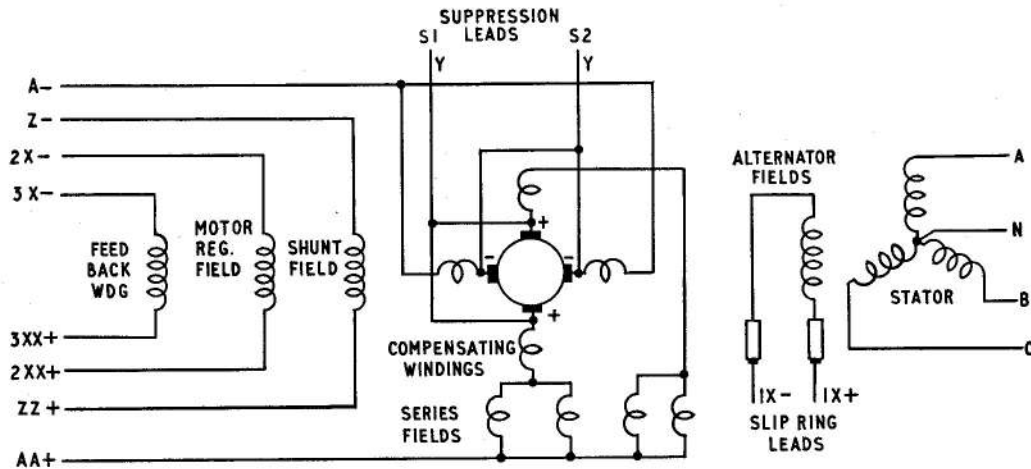 SUPPRESSION
LEADS
S1
S2
Y
Y
A-
Z-
2X-
3X-
FEED
BACK
WDG
MOTOR
REG.
FIELD
SHUNT
FIELD
+
-
-
+
COMPENSATING
WINDINGS
SERIES
FIELDS
3XX+
2XX+
ZZ+
AA+
ALTERNATOR
FIELDS
1X-
1X+
SLIP RING
LEADS
STATOR
A
N
B
C